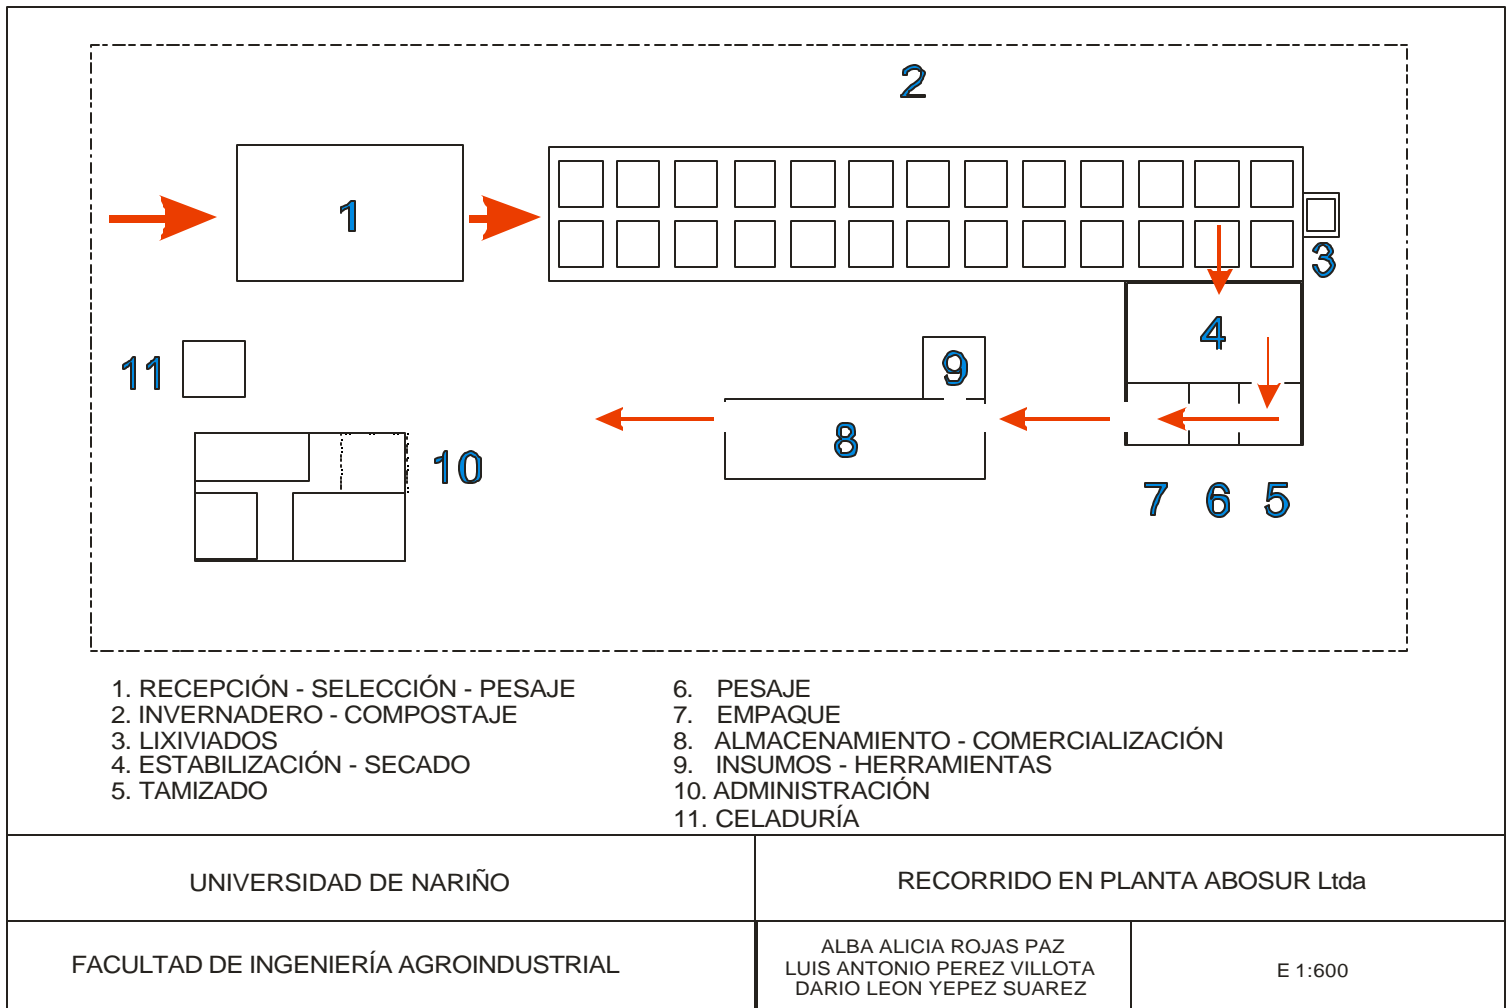 2
1
3
4
11
9
8
10
7 6 5
1. RECEPCIÓN - SELECCIÓN - PESAJE
2. INVERNADERO - COMPOSTAJE
3. LIXIVIADOS
4. ESTABILIZACIÓN - SECADO
5. TAMIZADO
6. PESAJE
7. EMPAQUE
8. ALMACENAMIENTO - COMERCIALIZACIÓN
9. INSUMOS - HERRAMIENTAS
10. ADMINISTRACIÓN
11. CELADURÍA
UNIVERSIDAD DE NARIÑO
RECORRIDO EN PLANTA ABOSUR Ltda
FACULTAD DE INGENIERÍA AGROINDUSTRIAL
ALBA ALICIA ROJAS PAZ
LUIS ANTONIO PEREZ VILLOTA
DARIO LEON YEPEZ SUAREZ
E 1:600